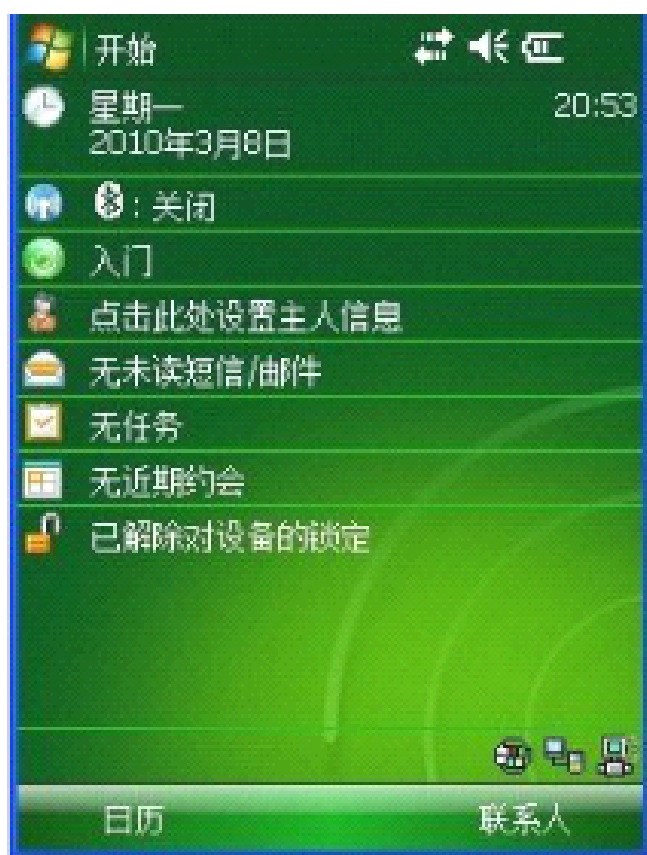 开始
星期一
20:53
2010年3月8日
: 关闭
入门
点击此处设置主人信息
无未读短信/邮件
无任务
无近期约会
已解除对设备的锁定
日历
联系人